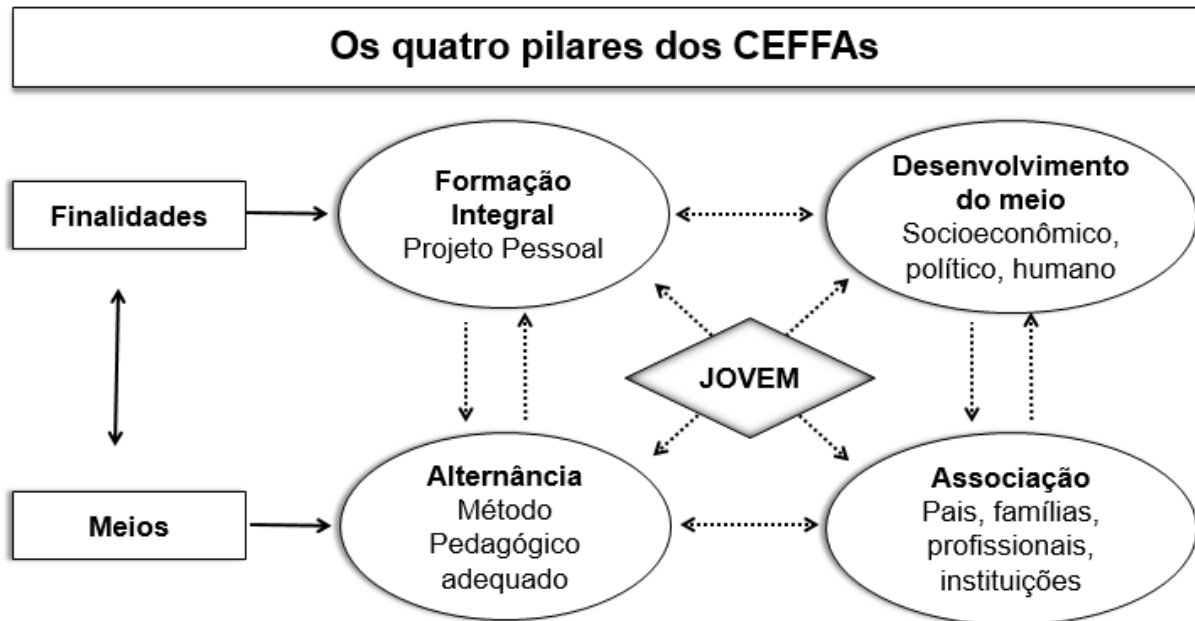 Os quatro pilares dos CEFFAs
Finalidades
Formação
Integral
Projeto Pessoal
Desenvolvimento
do meio
Socioeconômico,
político, humano
JOVEM
Meios
Alternância
Método
Pedagógico
adequado
Associação
Pais, famílias,
profissionais,
instituições